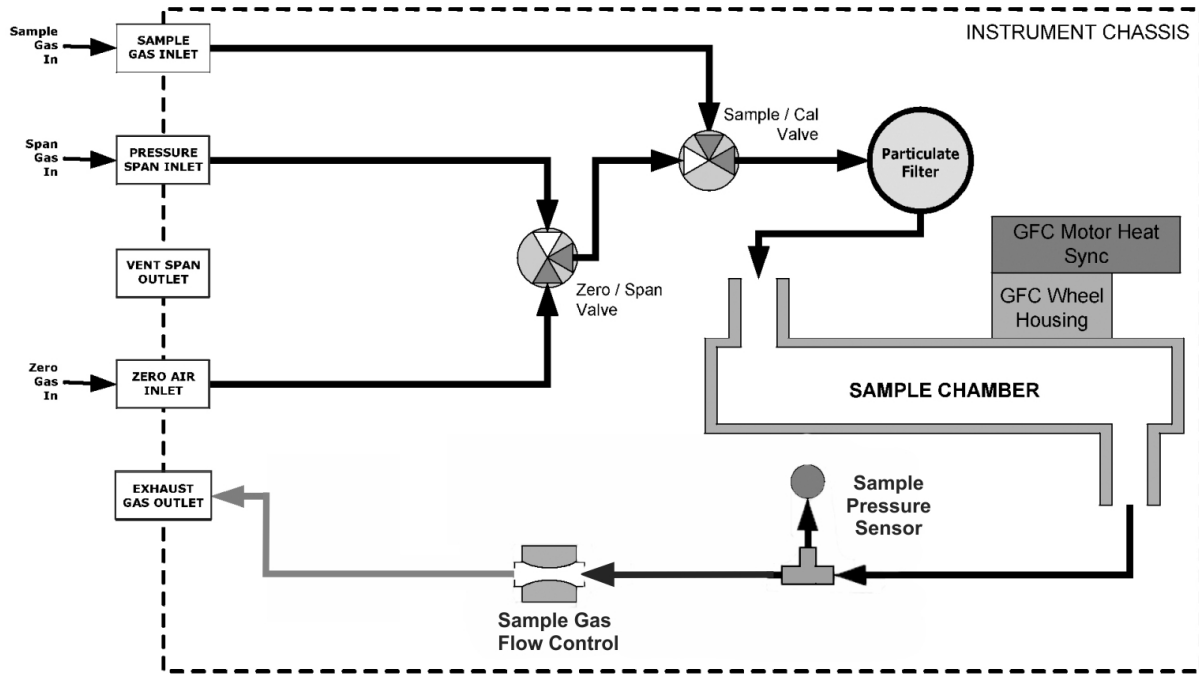 INSTRUMENT CHASSIS
Sample
Gas
In
SAMPLE
GAS INLET
Sample / Cal
Valve
Span
Gas
In
PRESSURE
SPAN INLET
Particulate
Filter
GFC Motor Heat
Sync
VENT SPAN
OUTLET
Zero / Span
Valve
GFC Wheel
Housing
Zero
Gas
In
ZERO AIR
INLET
SAMPLE CHAMBER
EXHAUST
GAS OUTLET
Sample
Pressure
Sensor
Sample Gas
Flow Control